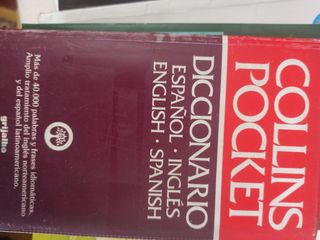 COLLINS
POCKET
DICCIONARIO
ESPAÑOL · INGLÉS
ENGLISH · SPANISH
Más de 40.000 palabras y frases idiomáticas.
Amplio tratamiento del inglés norteamericano
y del español latinoamericano.
grijalbo